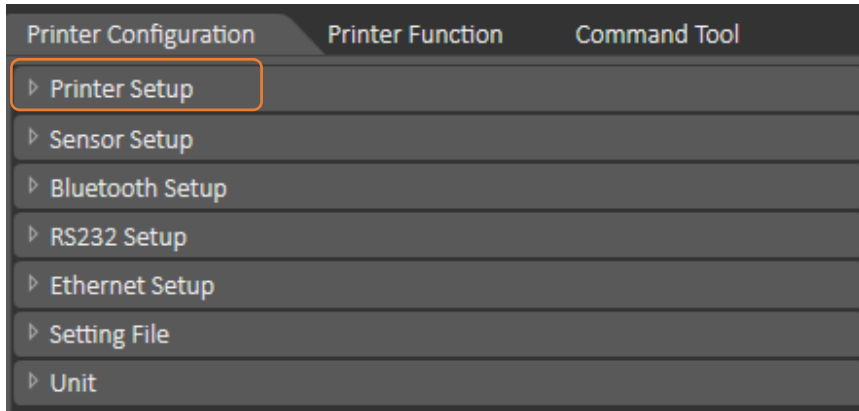 Printer Configuration Printer Function Command Tool
Printer Setup
Sensor Setup
Bluetooth Setup
RS232 Setup
Ethernet Setup
Setting File
Unit